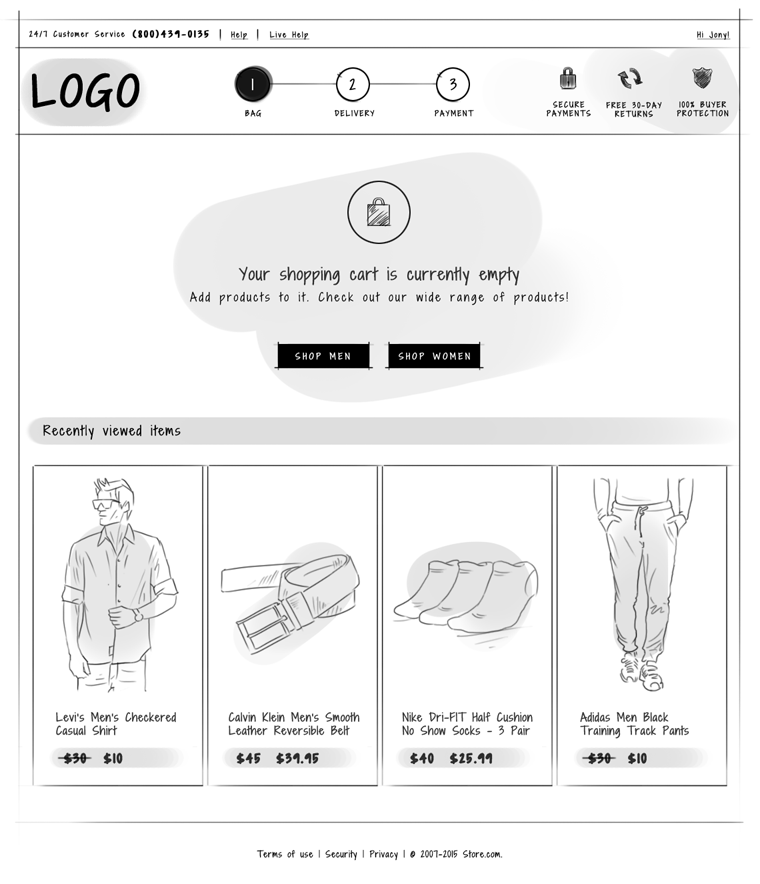 24/7 Customer Service (800)439-0135 | Help | Live Help
Hi Jony!
LOGO
1
2
3
BAG
DELIVERY
PAYMENT
SECURE
PAYMENTS
FREE 30-DAY
RETURNS
100% BUYER
PROTECTION
Your shopping cart is currently empty
Add products to it. Check out our wide range of products!
SHOP MEN
SHOP WOMEN
Recently viewed items
Levi's Men's Checkered
Casual Shirt
$30 $10
Calvin Klein Men's Smooth
Leather Reversible Belt
$45 $39.95
Nike Dri-FIT Half Cushion
No Show Socks - 3 Pair
$40 $25.99
Adidas Men Black
Training Track Pants
$30 $10
Terms of use | Security | Privacy | © 2007-2015 Store.com.